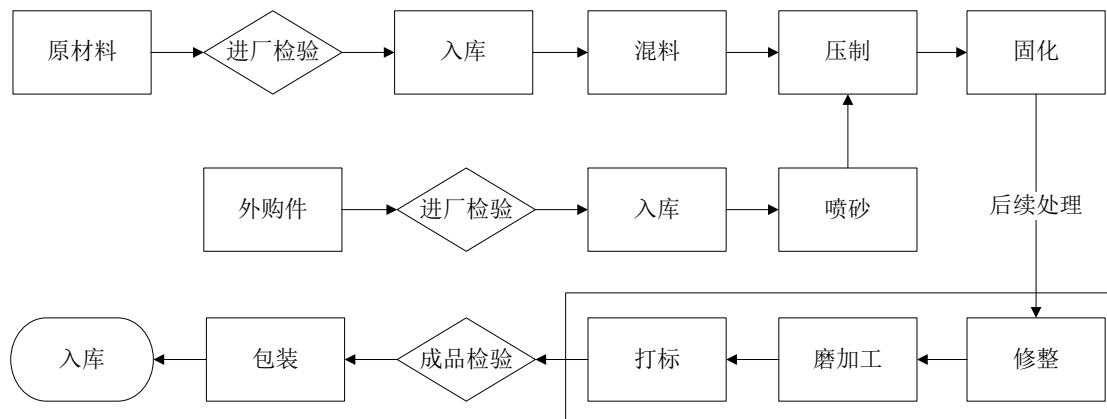 原材料
进厂检验
入库
混料
压制
固化
外购件
进厂检验
入库
喷砂
后续处理
入库
包装
成品检验
打标
磨加工
修整